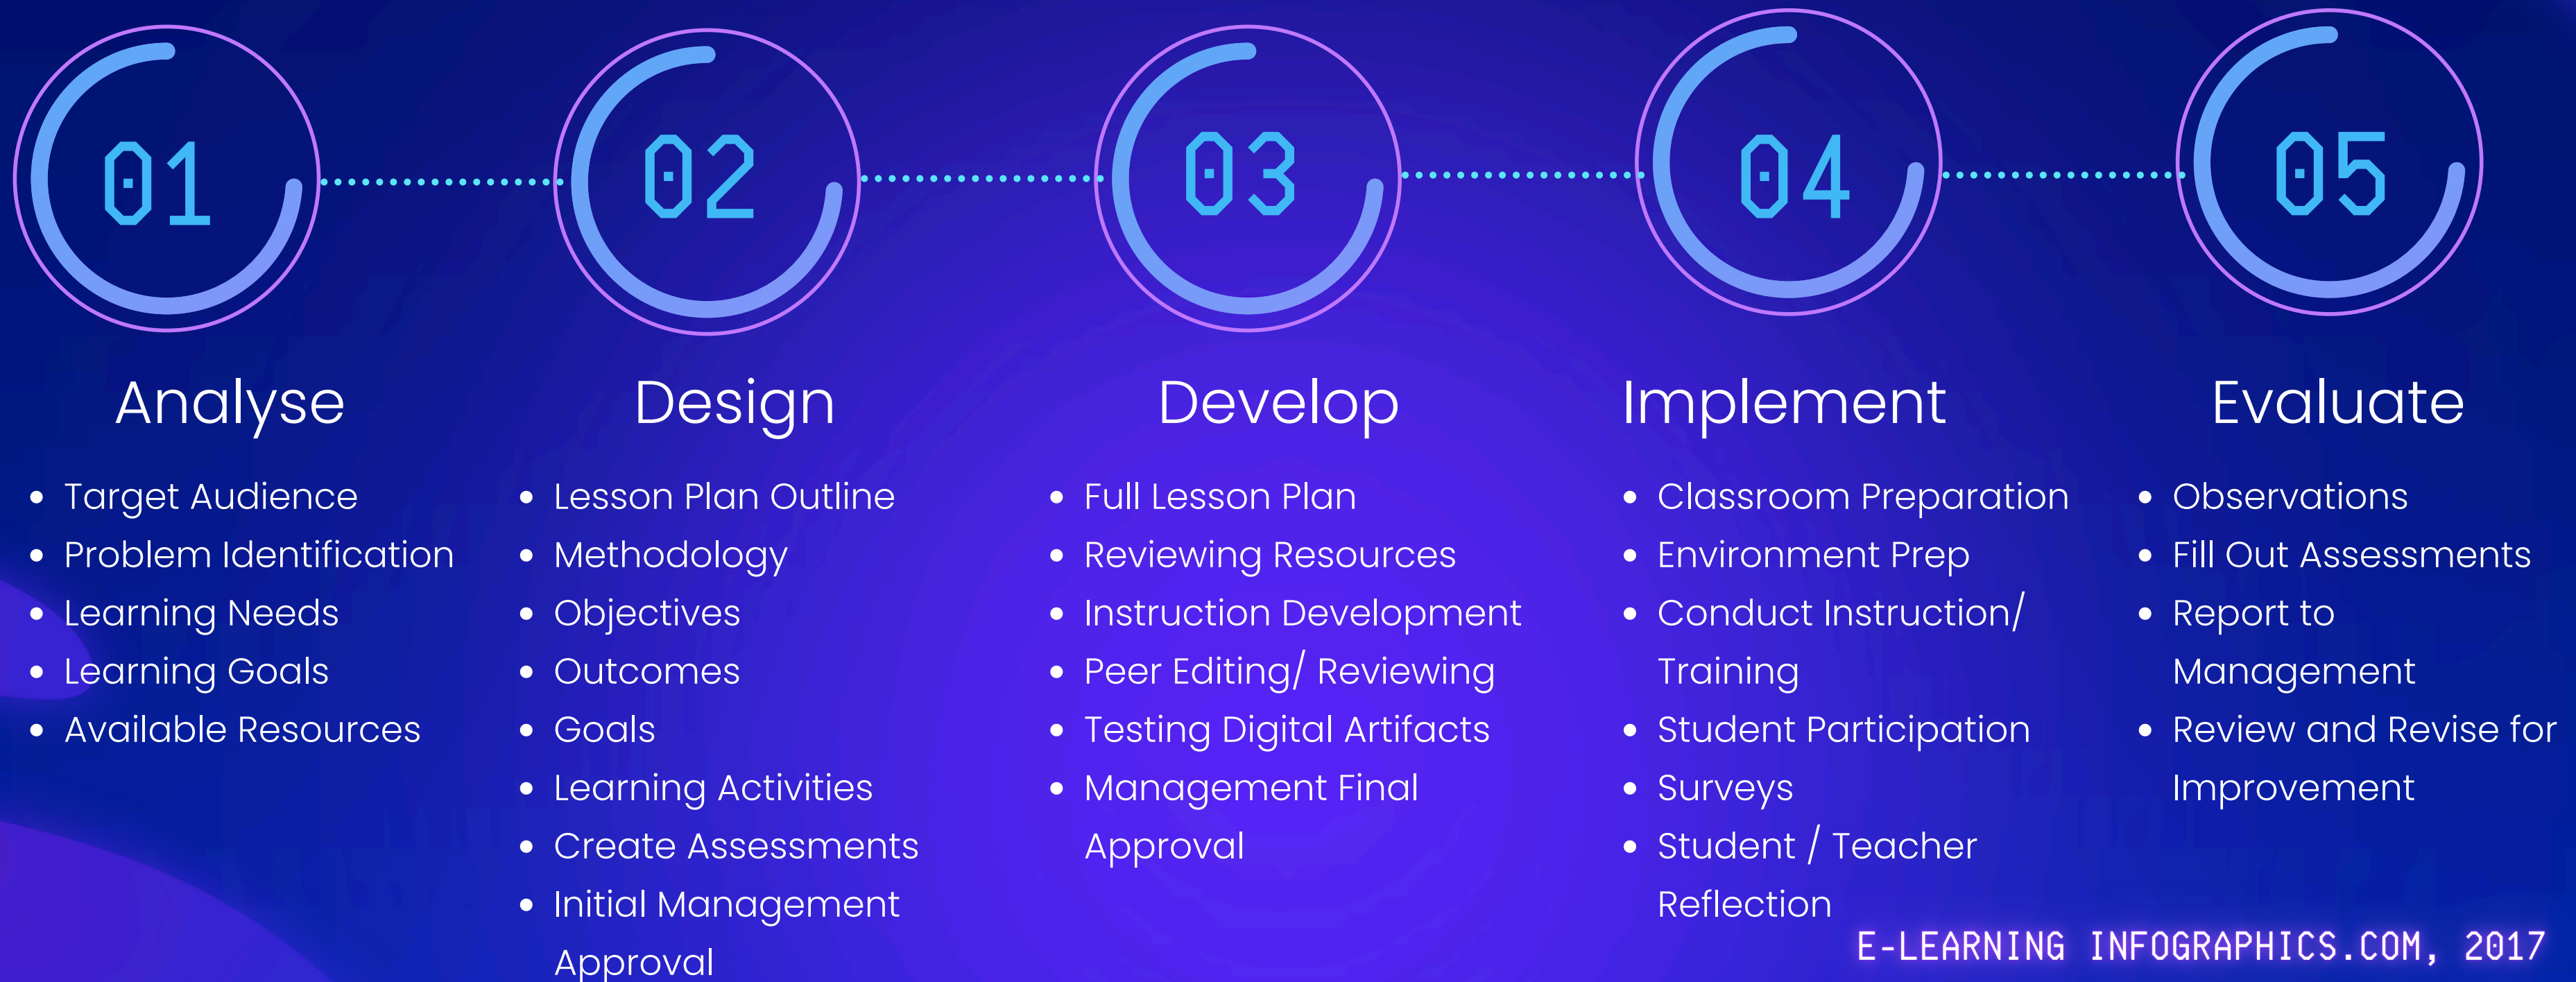 01
02
03
04
05
Analyse
Target Audience
Problem Identification
Learning Needs
Learning Goals
Available Resources
Design
Lesson Plan Outline
Methodology
Objectives
Outcomes
Goals
Learning Activities
Create Assessments
Initial Management
Approval
Develop
Full Lesson Plan
Reviewing Resources
Instruction Development
Peer Editing/ Reviewing
Testing Digital Artifacts
Management Final
Approval
Implement
Classroom Preparation
Environment Prep
Conduct Instruction/
Training
Student Participation
Surveys
Student / Teacher
Reflection
Evaluate
Observations
Fill Out Assessments
Report to
Management
Review and Revise for
Improvement
E-LEARNING INFOGRAPHICS.COM, 2017